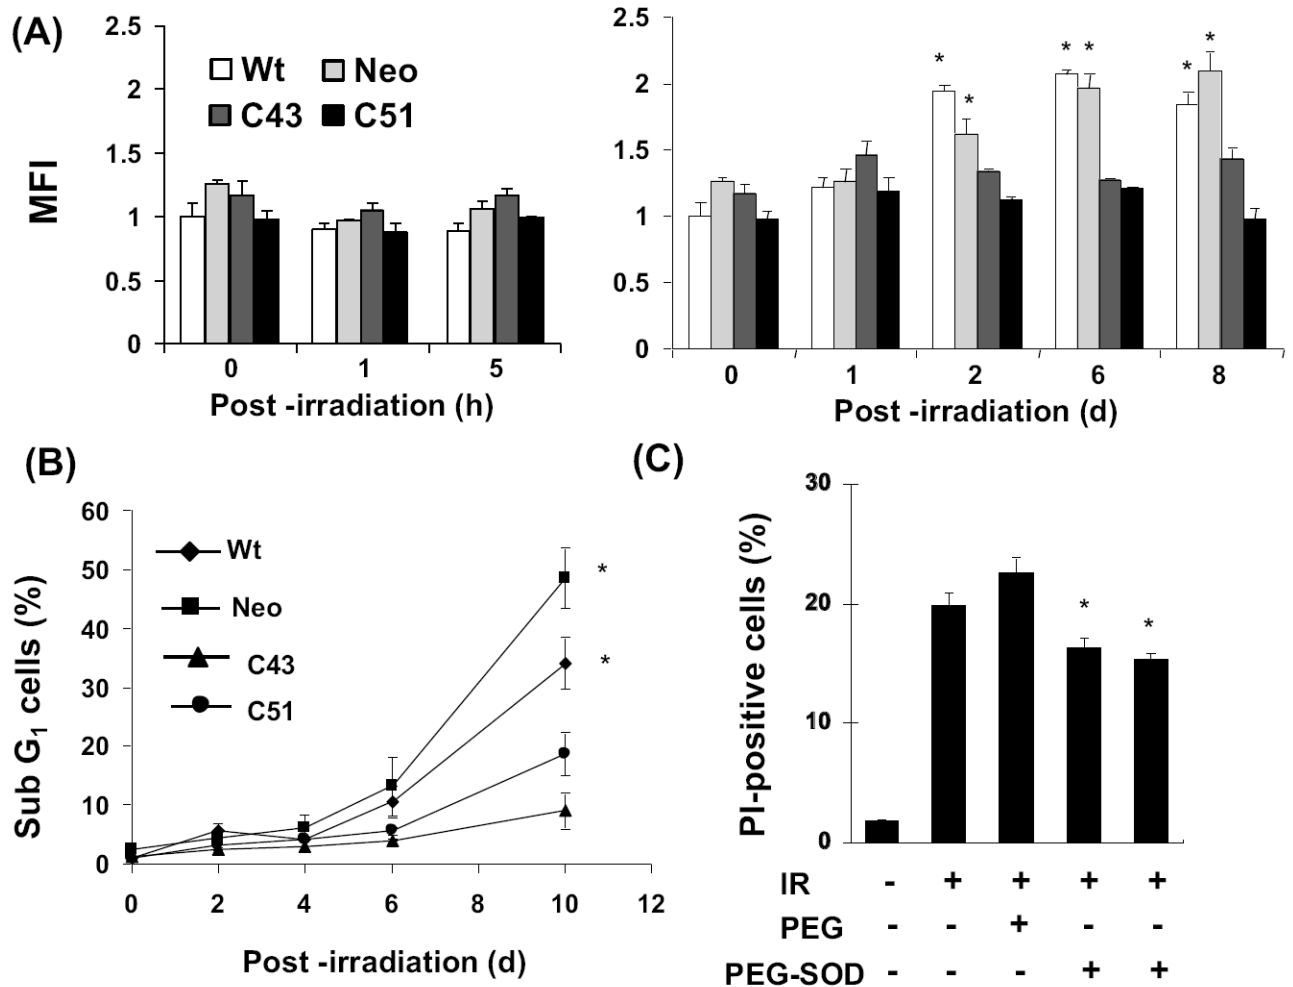 (A)
MFI
2.5
2
1.5
1
0.5
0
Wt
Neo
C43
C51
0 1 5
Post -irradiation (h)
2.5
2
1.5
1
0.5
0
* * * * * *
0 1 2 6 8
Post -irradiation (d)
(B)
Sub G1 cells (%)
60
50
40
30
20
10
0
Wt
Neo
C43
C51
*
*
0 2 4 6 8 10 12
Post -irradiation (d)
(C)
PI-positive cells (%)
30
20
10
0
* *
IR - + + + +
PEG - - + - -
PEG-SOD - - - + +